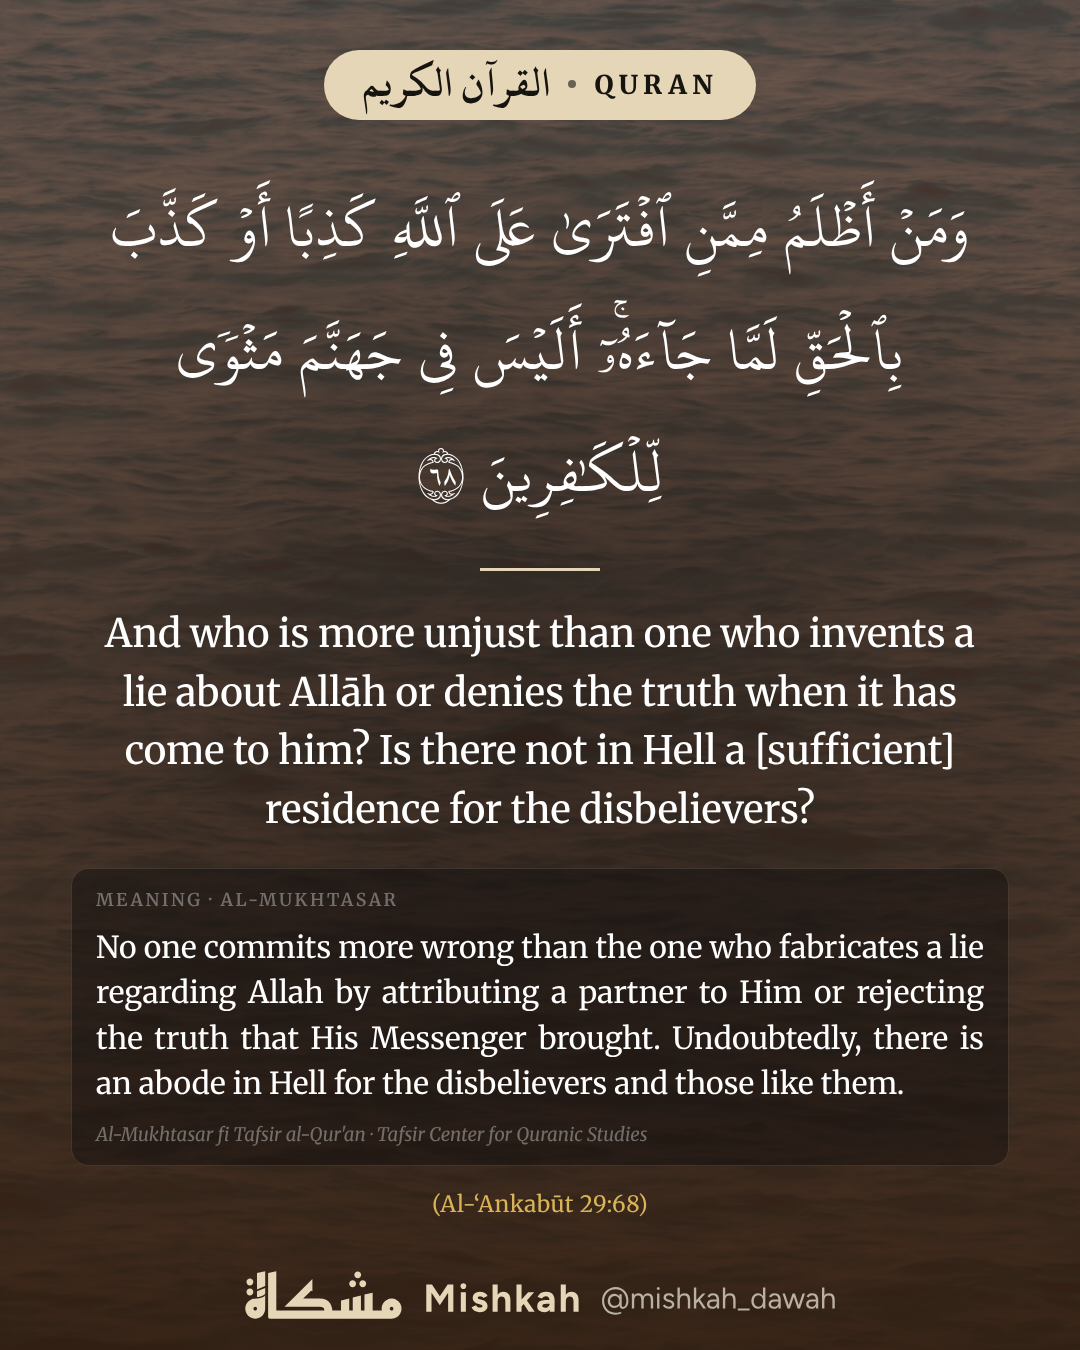 القرآن الكريم • QURAN
وَمَنۡ أَظۡلَمُ مِمَّنِ ٱفۡتَرَىٰ عَلَى ٱللَّهِ كَذِبًا أَوۡ كَذَّبَ
بِٱلۡحَقِّ لَمَّا جَآءَهُۥٓۚ أَلَيۡسَ فِى جَهَنَّمَ مَثۡوًۭى
لِّلۡكَـٰفِرِينَ ٦٨
And who is more unjust than one who invents a
lie about Allāh or denies the truth when it has
come to him? Is there not in Hell a [sufficient]
residence for the disbelievers?
MEANING · AL-MUKHTASAR
No one commits more wrong than the one who fabricates a lie
regarding Allah by attributing a partner to Him or rejecting
the truth that His Messenger brought. Undoubtedly, there is
an abode in Hell for the disbelievers and those like them.
Al-Mukhtasar fi Tafsir al-Qur'an · Tafsir Center for Quranic Studies
(Al-‘Ankabūt 29:68)
مشكاة Mishkah @mishkah_dawah